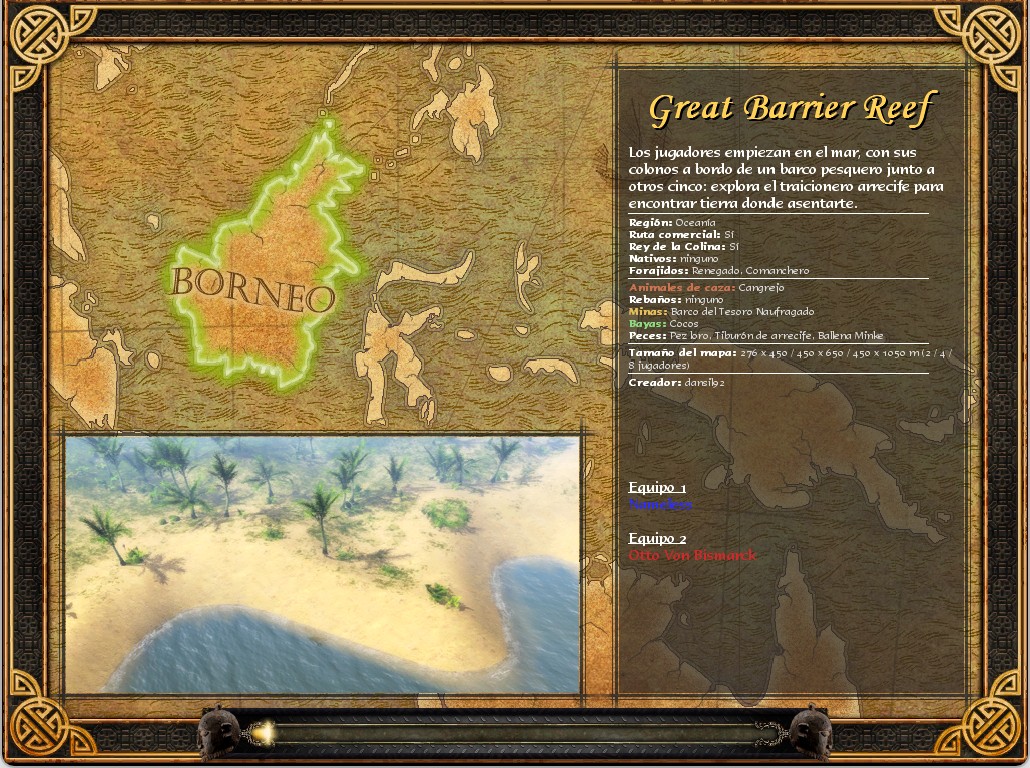 Great Barrier Reef
Los jugadores empiezan en el mar, con sus
colonos a bordo de un barco pesquero junto a
otros cinco: explora el traicionero arrecife para
encontrar tierra donde asentarte.
Región: Oceanía
Ruta comercial: Sí
Rey de la Colina: Sí
Nativos: ninguno
Forajidos: Renegado, Comanchero
Animales de caza: Cangrejo
Rebaños: ninguno
Minas: Barco del Tesoro Naufragado
Bayas: Cocos
Peces: Pez loro, Tiburón de arrecife, Ballena Minke
Tamaño del mapa: 276 x 450 / 450 x 650 / 450 x 1050 m (2 / 4 /
8 jugadores)
Creador: dansil92
Equipo 1
Nameless
Equipo 2
Otto Von Bismarck
BORNEO